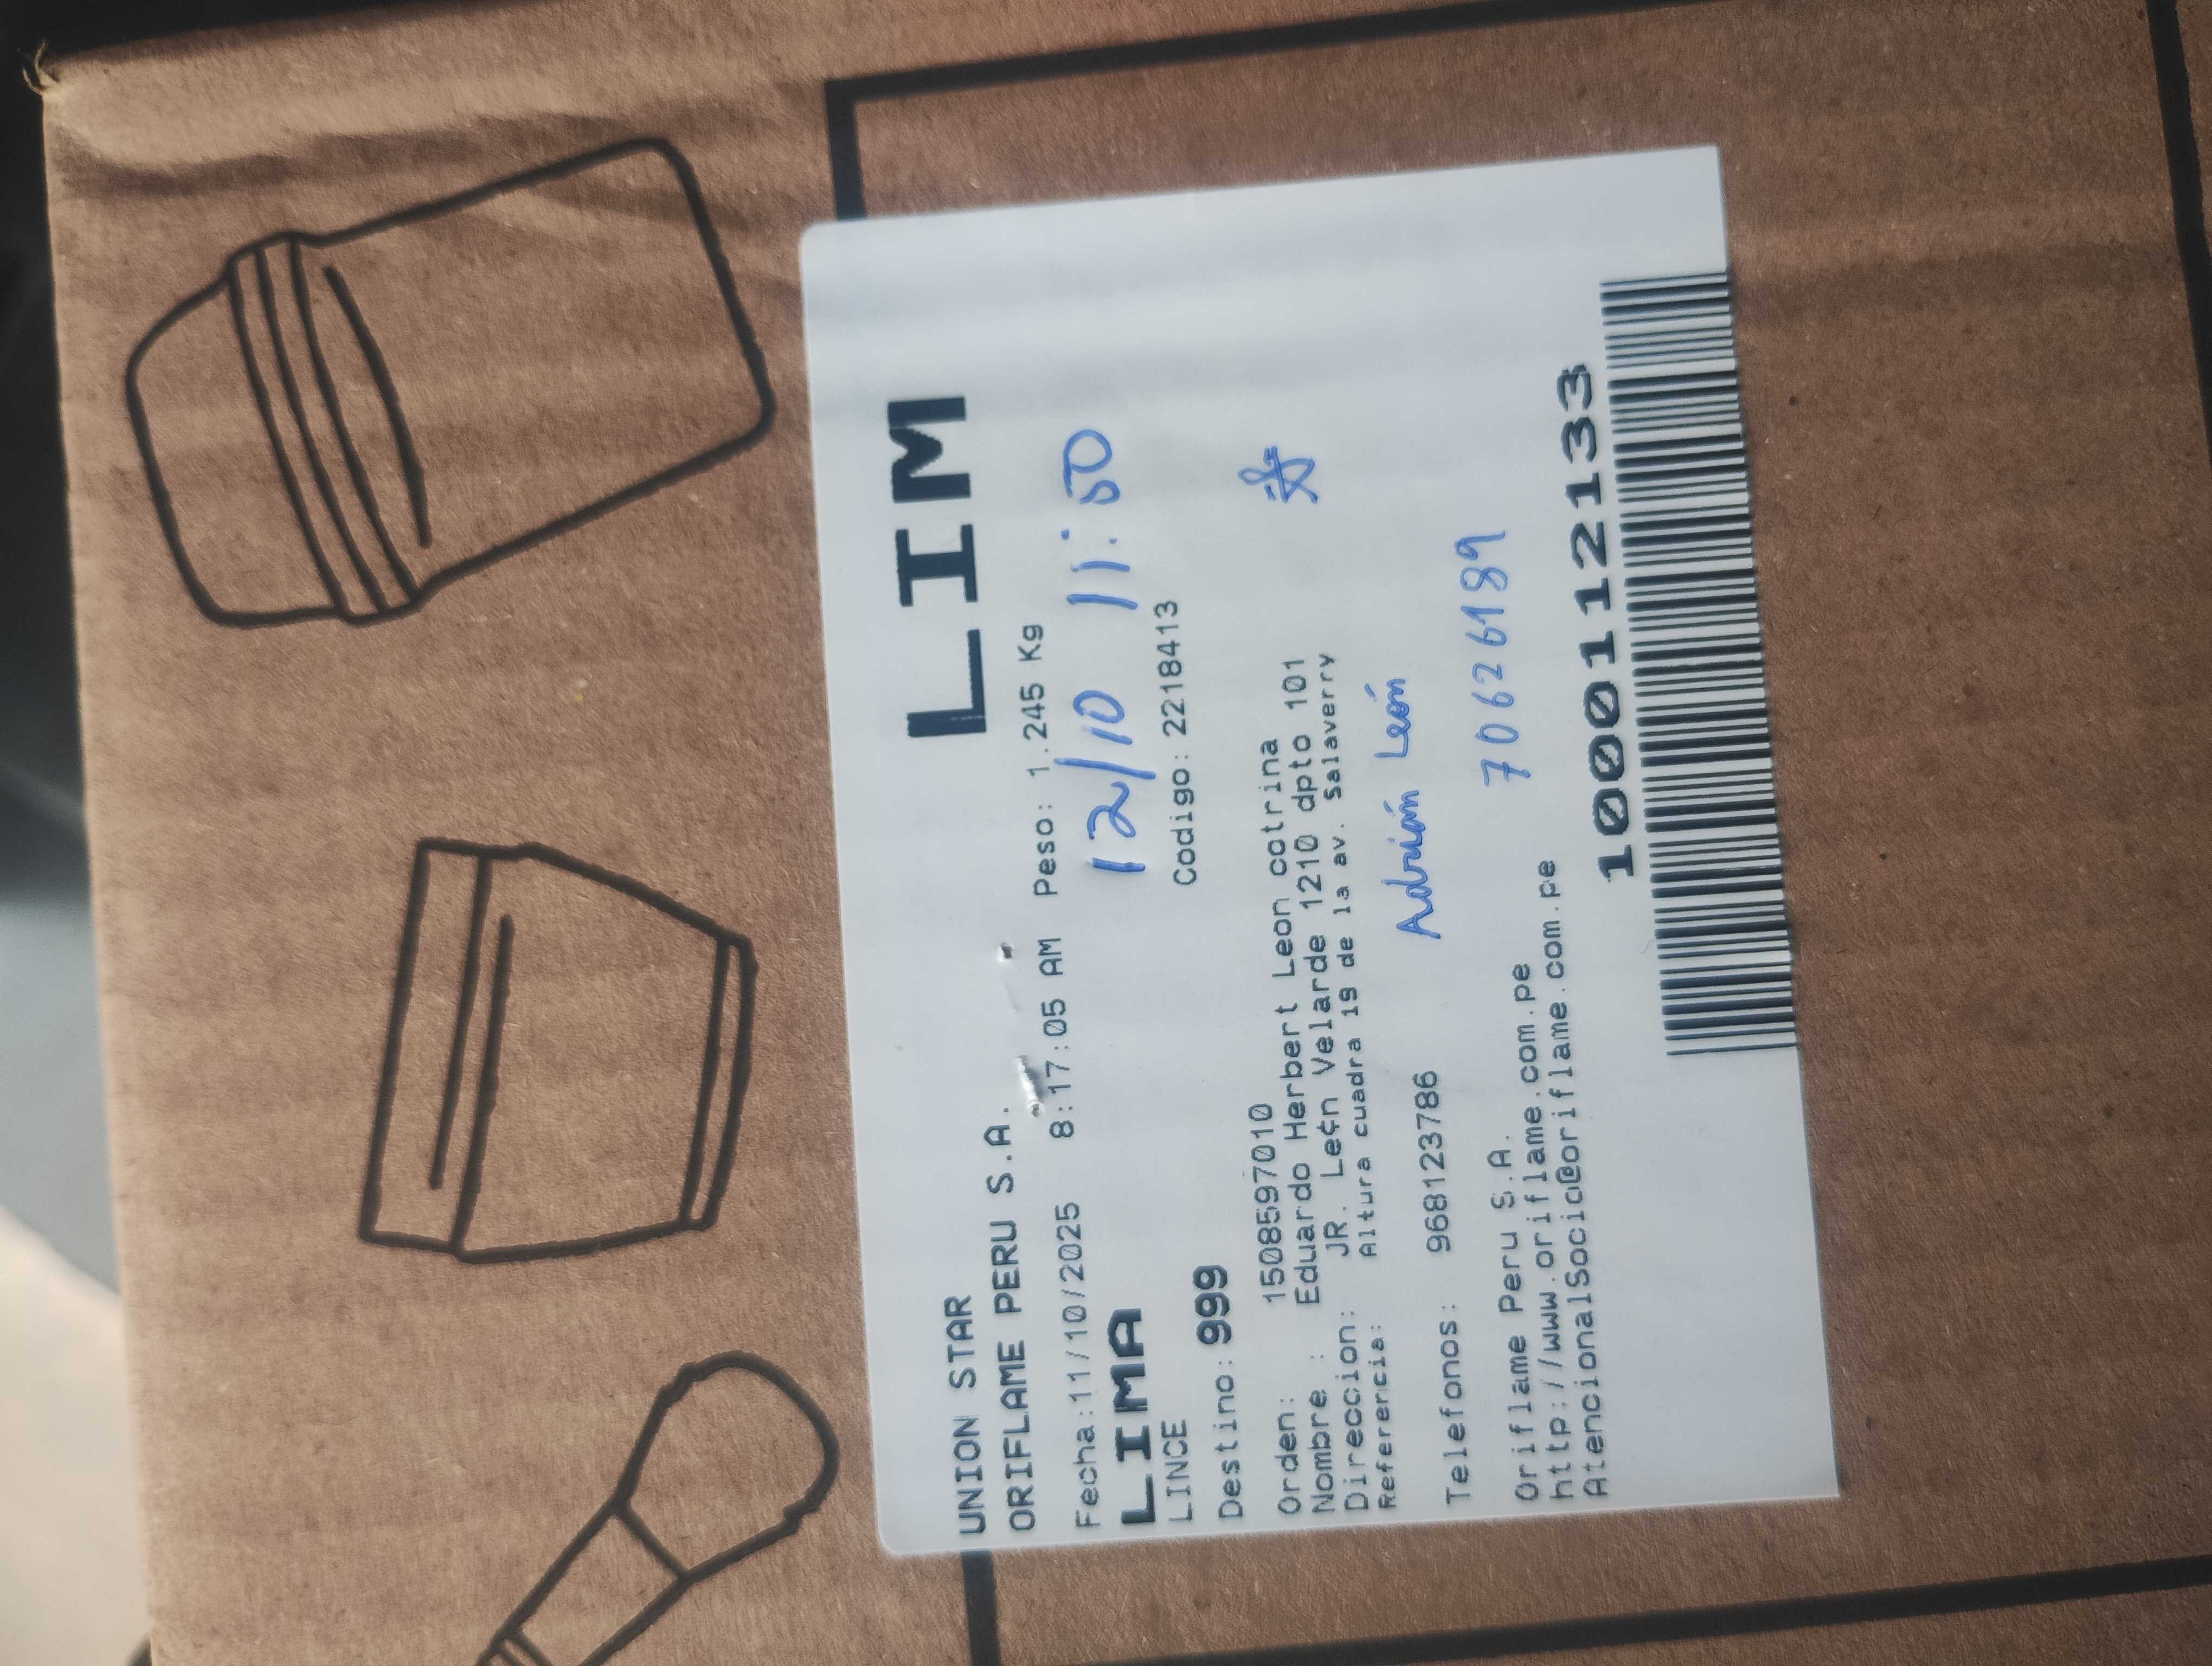 LIM
UNION STAR
ORIFLAME PERU S.A.
Fecha:11/10/2025 8:17:05 AM Peso: 1.245 Kg
LIMA 12/10 11:50
LINCE Codigo: 2218413
Destino: 999
Orden: 15085970​10
Nombre : Eduardo Herbert Leon cotrina
Direccion: JR. Le¢n Velarde 1210 dpto 101
Referencia: Altura cuadra 19 de la av. Salaverry
Adrián León
Telefonos: 968123786
70626189
Oriflame Peru S.A.
http://www.oriflame.com.pe
AtencionalSocio@oriflame.com.pe
1000112133